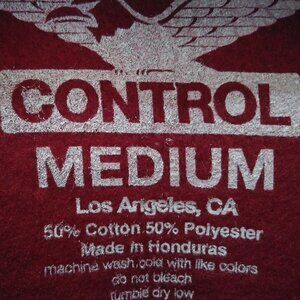 CONTROL
MEDIUM
Los Angeles, CA
50% Cotton 50% Polyester
Made in Honduras
machine wash cold with like colors
do not bleach
tumble dry low